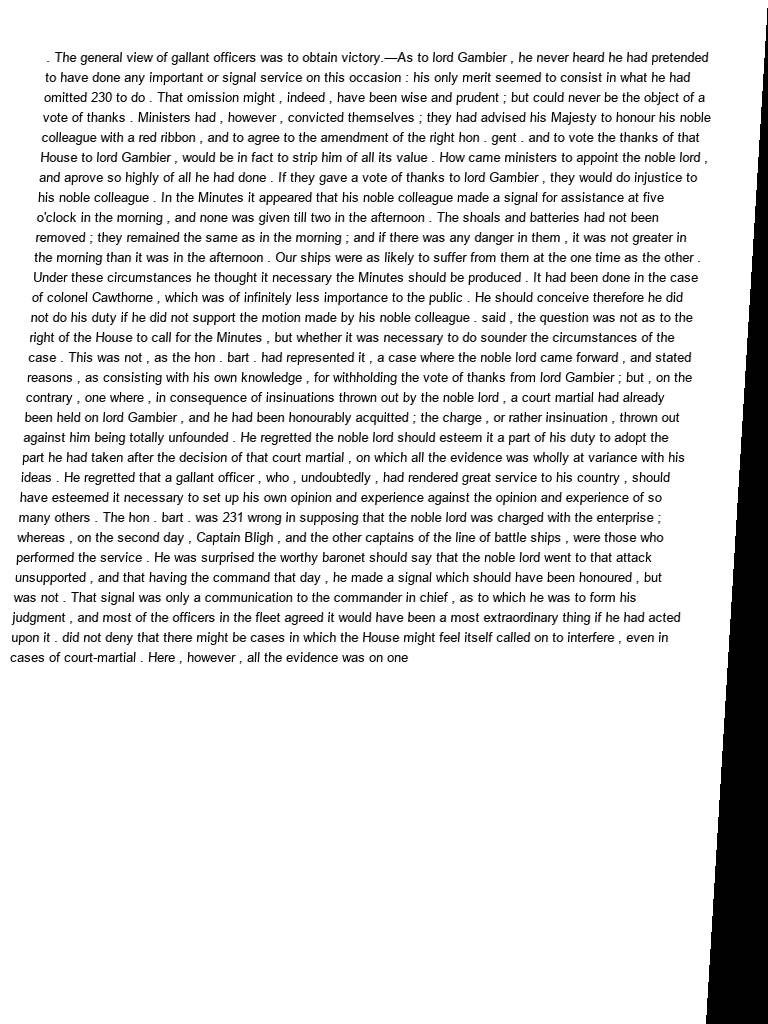 . The general view of gallant officers was to obtain victory.—As to lord Gambier , he never heard he had pretended
to have done any important or signal service on this occasion : his only merit seemed to consist in what he had
omitted 230 to do . That omission might , indeed , have been wise and prudent ; but could never be the object of a
vote of thanks . Ministers had , however , convicted themselves ; they had advised his Majesty to honour his noble
colleague with a red ribbon , and to agree to the amendment of the right hon . gent . and to vote the thanks of that
House to lord Gambier , would be in fact to strip him of all its value . How came ministers to appoint the noble lord ,
and aprove so highly of all he had done . If they gave a vote of thanks to lord Gambier , they would do injustice to
his noble colleague . In the Minutes it appeared that his noble colleague made a signal for assistance at five
o'clock in the morning , and none was given till two in the afternoon . The shoals and batteries had not been
removed ; they remained the same as in the morning ; and if there was any danger in them , it was not greater in
the morning than it was in the afternoon . Our ships were as likely to suffer from them at the one time as the other .
Under these circumstances he thought it necessary the Minutes should be produced . It had been done in the case
of colonel Cawthorne , which was of infinitely less importance to the public . He should conceive therefore he did
not do his duty if he did not support the motion made by his noble colleague . said , the question was not as to the
right of the House to call for the Minutes , but whether it was necessary to do sounder the circumstances of the
case . This was not , as the hon . bart . had represented it , a case where the noble lord came forward , and stated
reasons , as consisting with his own knowledge , for withholding the vote of thanks from lord Gambier ; but , on the
contrary , one where , in consequence of insinuations thrown out by the noble lord , a court martial had already
been held on lord Gambier , and he had been honourably acquitted ; the charge , or rather insinuation , thrown out
against him being totally unfounded . He regretted the noble lord should esteem it a part of his duty to adopt the
part he had taken after the decision of that court martial , on which all the evidence was wholly at variance with his
ideas . He regretted that a gallant officer , who , undoubtedly , had rendered great service to his country , should
have esteemed it necessary to set up his own opinion and experience against the opinion and experience of so
many others . The hon . bart . was 231 wrong in supposing that the noble lord was charged with the enterprise ;
whereas , on the second day , Captain Bligh , and the other captains of the line of battle ships , were those who
performed the service . He was surprised the worthy baronet should say that the noble lord went to that attack
unsupported , and that having the command that day , he made a signal which should have been honoured , but
was not . That signal was only a communication to the commander in chief , as to which he was to form his
judgment , and most of the officers in the fleet agreed it would have been a most extraordinary thing if he had acted
upon it . did not deny that there might be cases in which the House might feel itself called on to interfere , even in
cases of court-martial . Here , however , all the evidence was on one